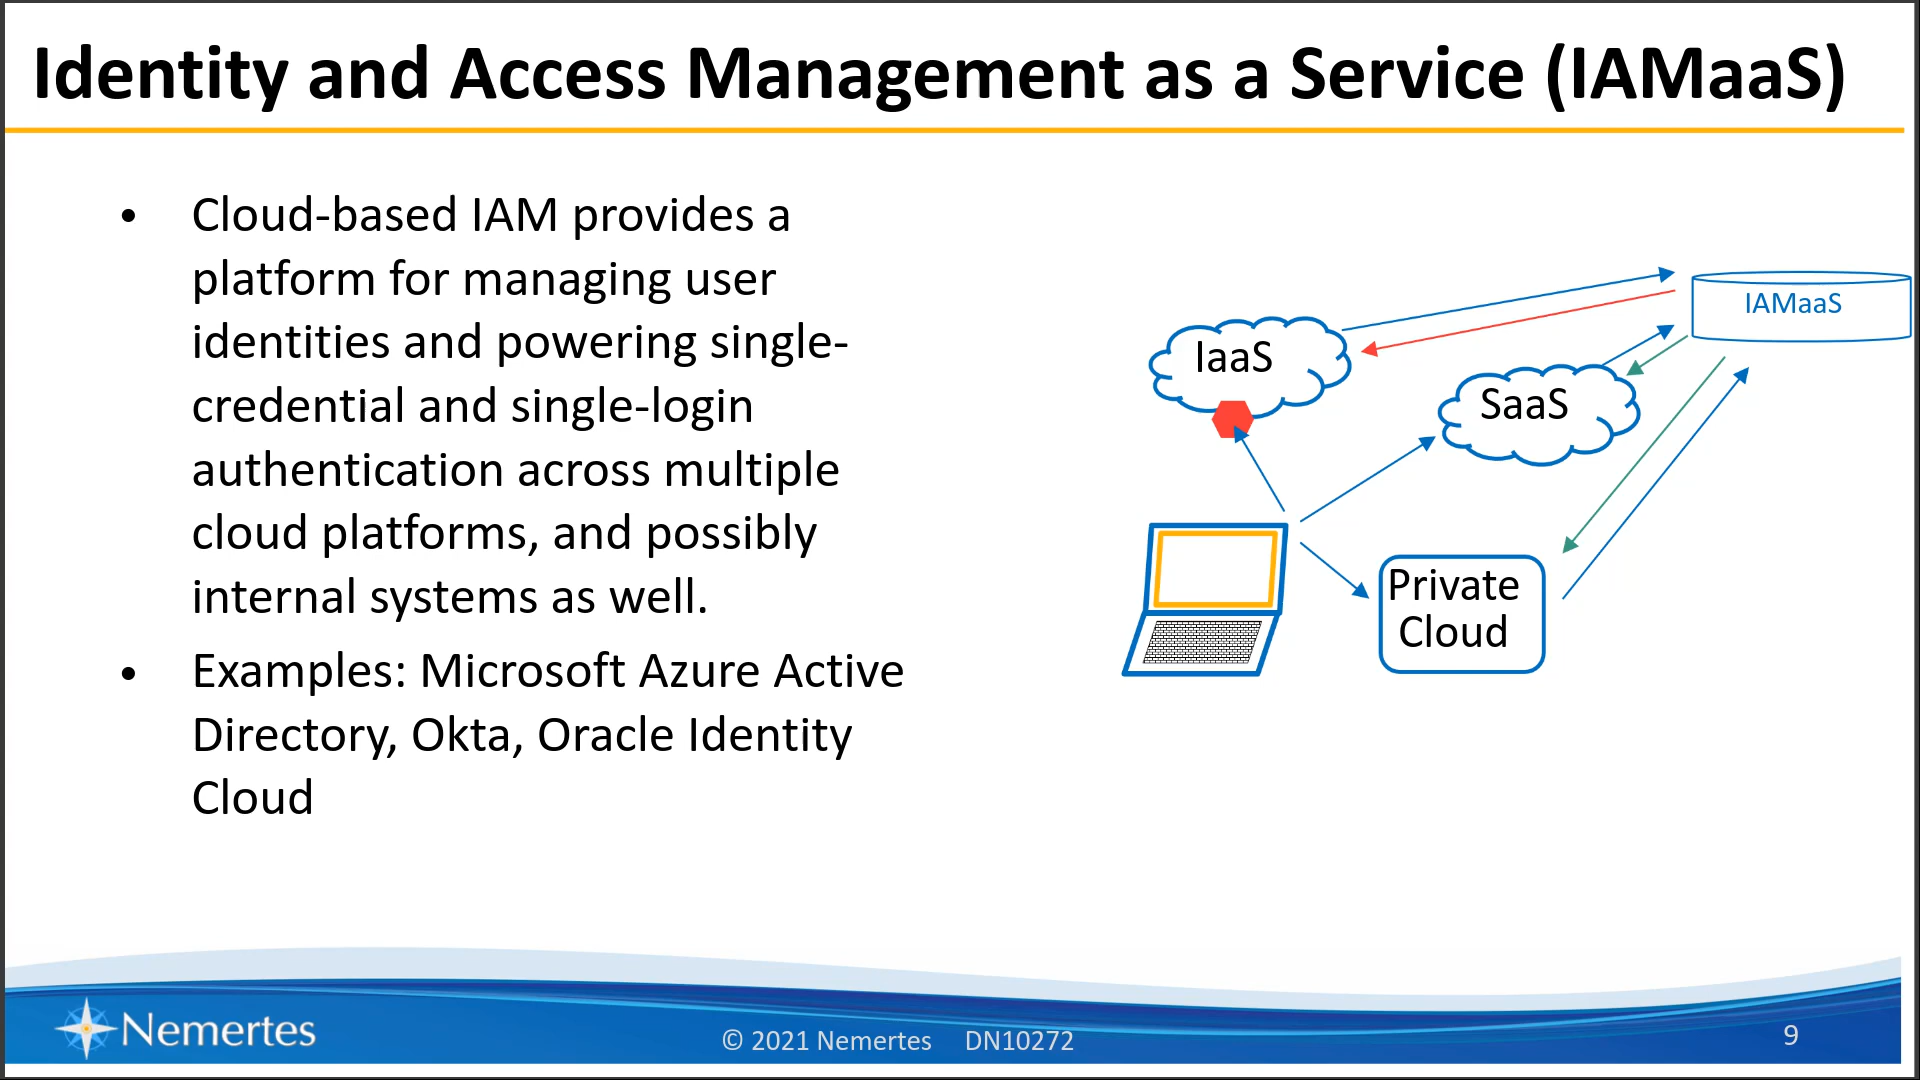 Identity and Access Management as a Service (IAMaaS)
• Cloud-based IAM provides a
platform for managing user
identities and powering single-
credential and single-login
authentication across multiple
cloud platforms, and possibly
internal systems as well.
• Examples: Microsoft Azure Active
Directory, Okta, Oracle Identity
Cloud
IAMaaS
IaaS
SaaS
Private
Cloud
Nemertes
© 2021 Nemertes DN10272
9